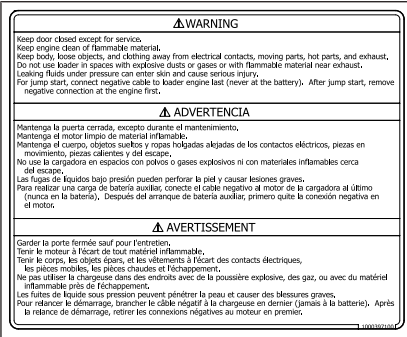 ⚠WARNING
Keep door closed except for service.
Keep engine clean of flammable material.
Keep body, loose objects, and clothing away from electrical contacts, moving parts, hot parts, and exhaust.
Do not use loader in spaces with explosive dusts or gases or with flammable material near exhaust.
Leaking fluids under pressure can enter skin and cause serious injury.
For jump start, connect negative cable to loader engine last (never at the battery). After jump start, remove
negative connection at the engine first.
⚠ ADVERTENCIA
Mantenga la puerta cerrada, excepto durante el mantenimiento.
Mantenga el motor limpio de material inflamable.
Mantenga el cuerpo, objetos sueltos y ropas holgadas alejadas de los contactos eléctricos, piezas en
movimiento, piezas calientes y del escape.
No use la cargadora en espacios con polvos o gases explosivos ni con materiales inflamables cerca
del escape.
Las fugas de líquidos bajo presión pueden perforar la piel y causar lesiones graves.
Para realizar una carga de batería auxiliar, conecte el cable negativo al motor de la cargadora al último
(nunca en la batería). Después del arranque de batería auxiliar, primero quite la conexión negativa en
el motor.
⚠ AVERTISSEMENT
Garder la porte fermée sauf pour l'entretien.
Tenir le moteur à l'écart de tout matériel inflammable.
Tenir le corps, les objets épars, et les vêtements à l'écart des contacts électriques,
les pièces mobiles, les pièces chaudes et l'échappement.
Ne pas utiliser la chargeuse dans des endroits avec de la poussière explosive, des gaz, ou avec du matériel
inflammable près de l'échappement.
Les fuites de liquide sous pression peuvent pénétrer la peau et causer des blessures graves.
Pour relancer le démarrage, brancher le câble négatif à la chargeuse en dernier (jamais à la batterie). Après
la relance de démarrage, retirer les connexions négatives au moteur en premier.
1000397100